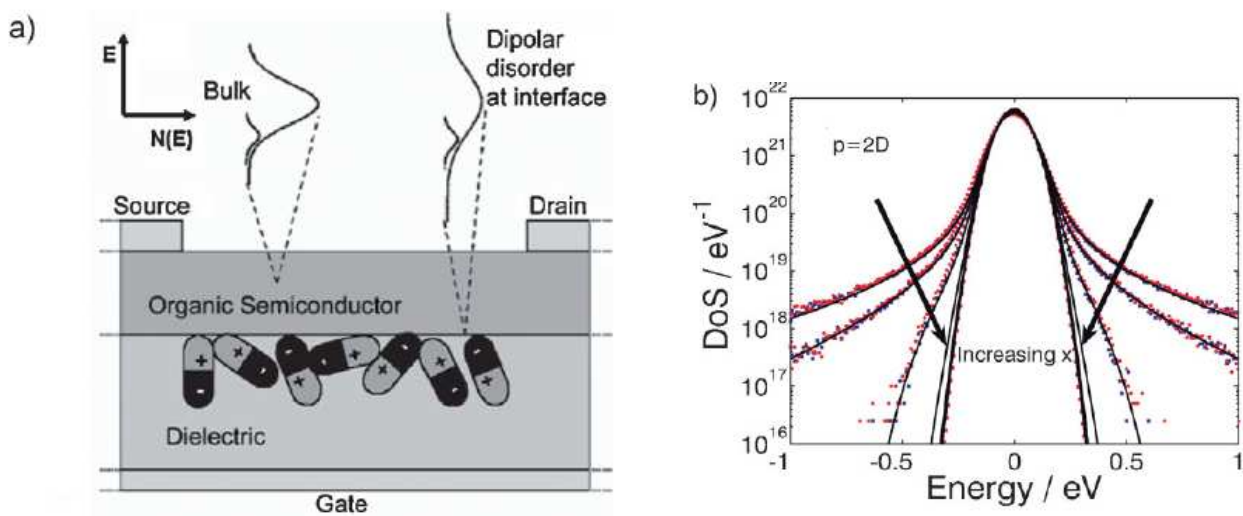 a)
E
N(E)
Bulk
Dipolar
disorder
at interface
Source
Drain
Organic Semiconductor
+ + - + - + - -
- - + - + - + +
Dielectric
Gate
b)
p=2D
Increasing x
DoS / eV⁻¹
10²²
10²¹
10²⁰
10¹⁹
10¹⁸
10¹⁷
10¹⁶
-1 -0.5 0 0.5 1
Energy / eV